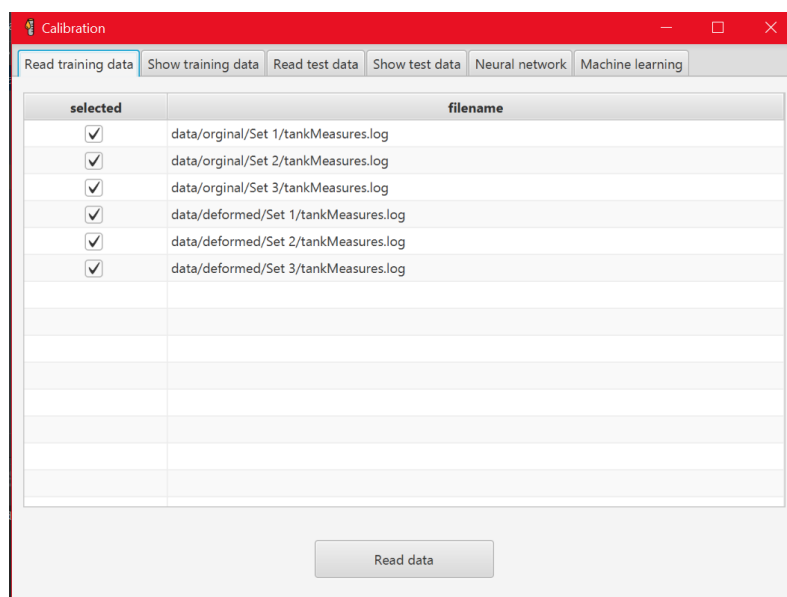 Calibration
Read training data Show training data Read test data Show test data Neural network Machine learning
selected filename
data/orginal/Set 1/tankMeasures.log
data/orginal/Set 2/tankMeasures.log
data/orginal/Set 3/tankMeasures.log
data/deformed/Set 1/tankMeasures.log
data/deformed/Set 2/tankMeasures.log
data/deformed/Set 3/tankMeasures.log
Read data